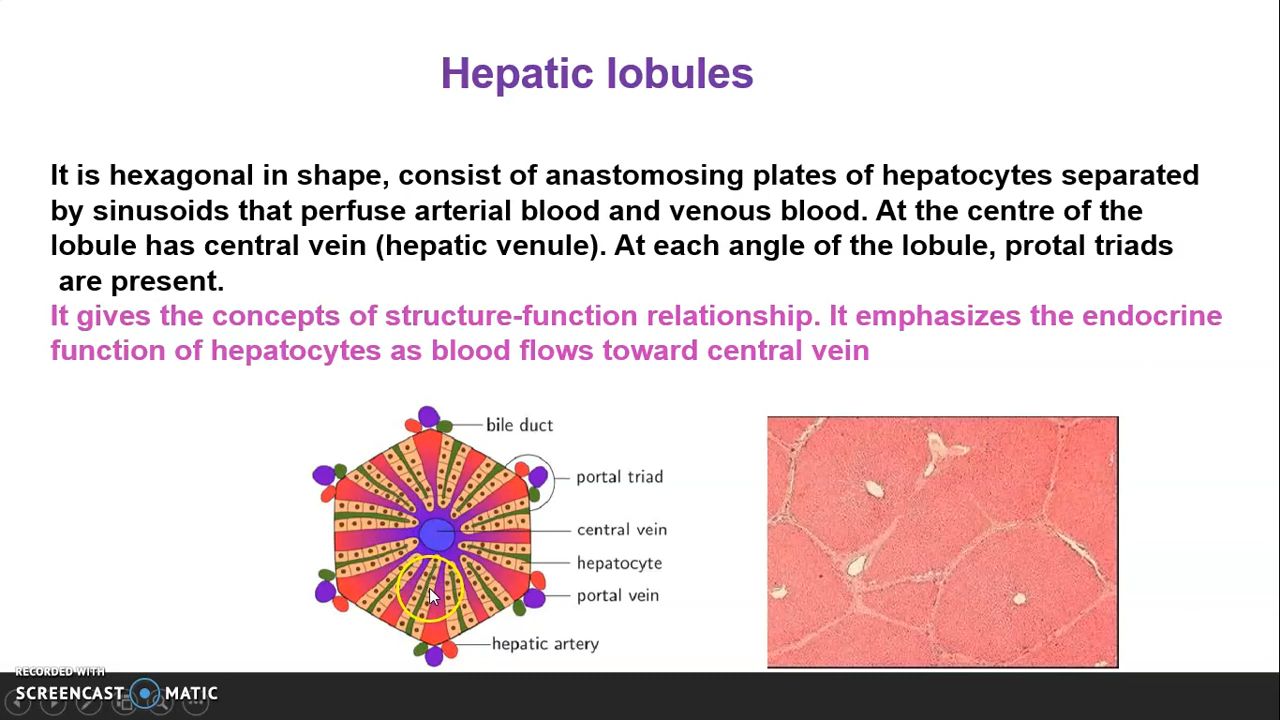 Hepatic lobules
It is hexagonal in shape, consist of anastomosing plates of hepatocytes separated
by sinusoids that perfuse arterial blood and venous blood. At the centre of the
lobule has central vein (hepatic venule). At each angle of the lobule, protal triads
are present.
It gives the concepts of structure-function relationship. It emphasizes the endocrine
function of hepatocytes as blood flows toward central vein
bile duct
portal triad
central vein
hepatocyte
portal vein
hepatic artery
RECORDED WITH
SCREENCAST MATIC